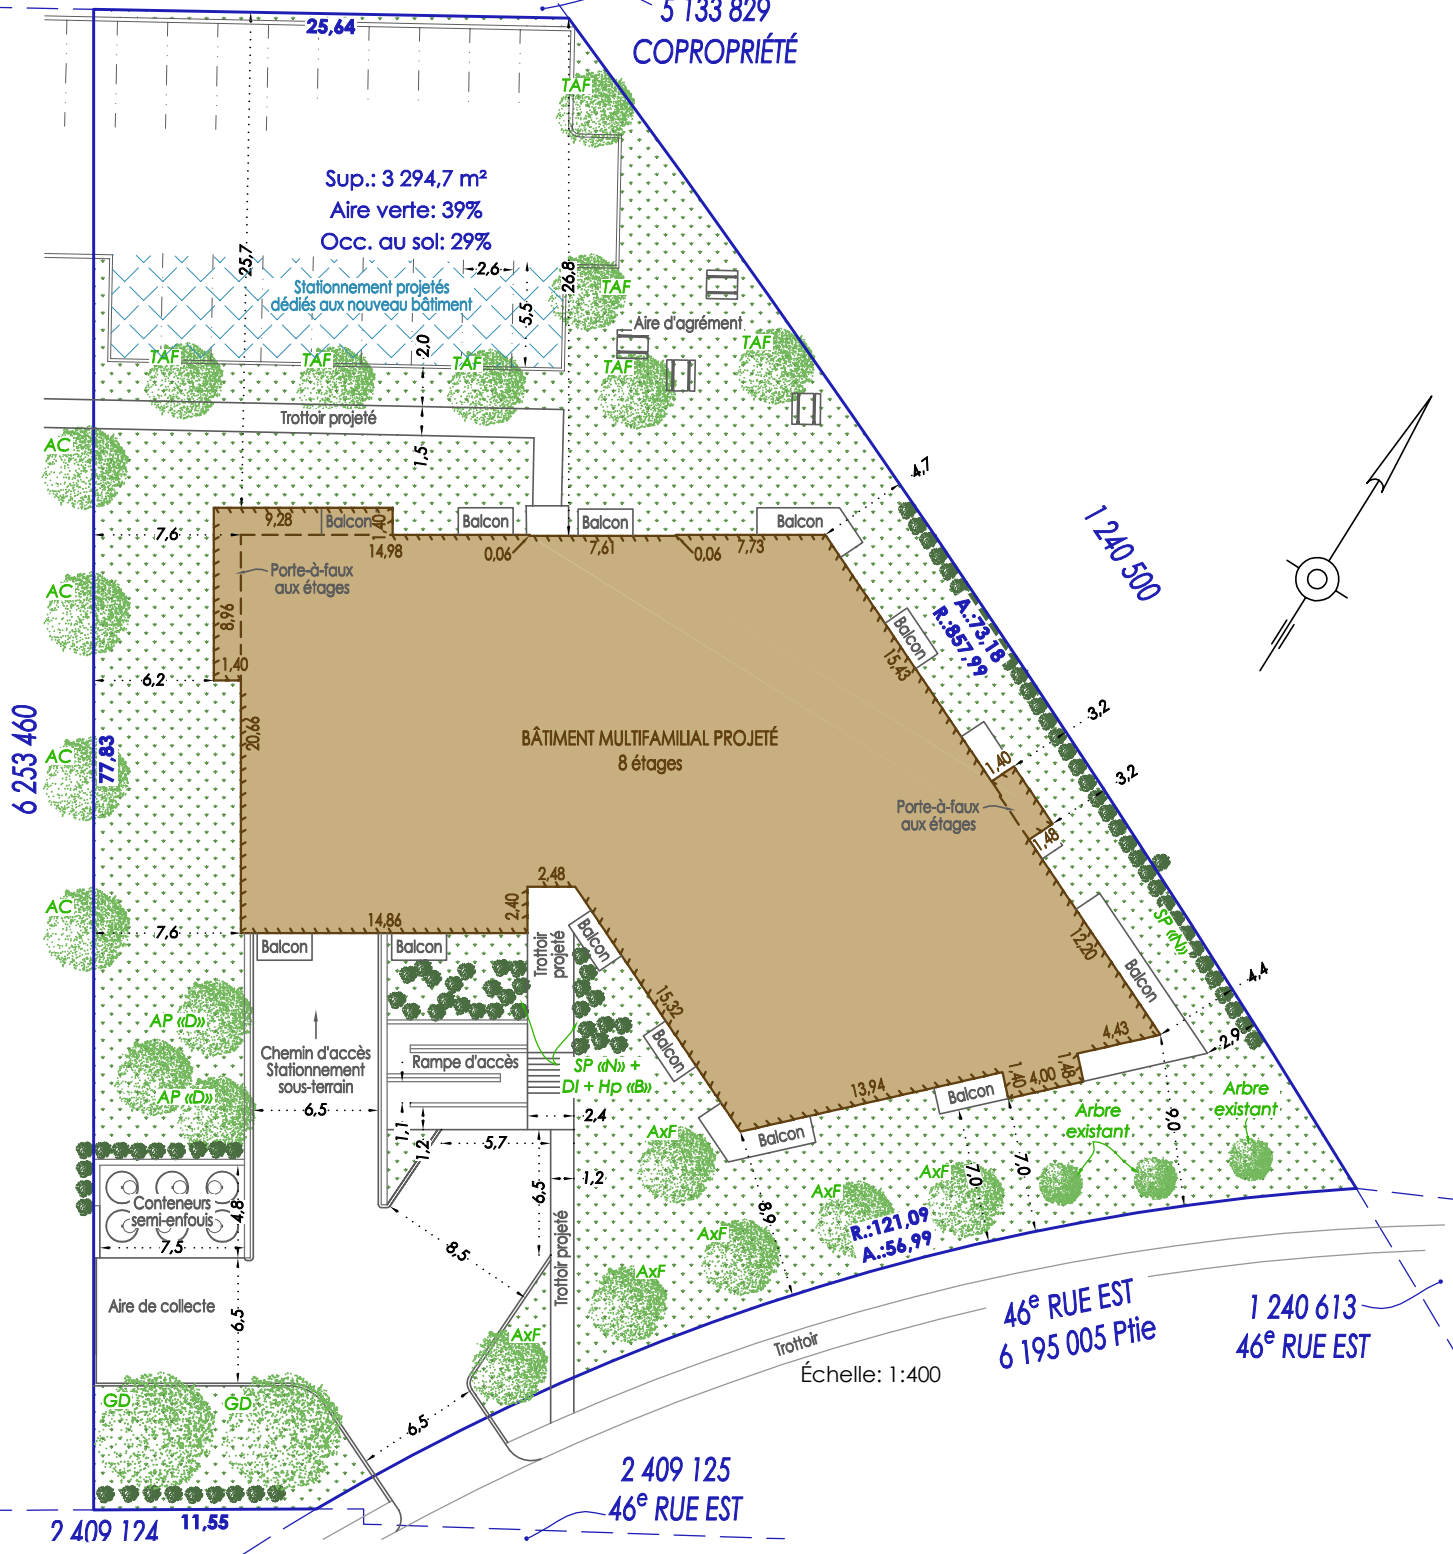 5 133 829
COPROPRIÉTÉ
25,64
TAF
Sup.: 3 294,7 m²
Aire verte: 39%
Occ. au sol: 29%
25,7
26,8
2,6
5,5
Stationnement projetés
dédiés aux nouveau bâtiment
TAF
Aire d'agrément
2,0
TAF
TAF
TAF
TAF
TAF
Trottoir projeté
1,5
AC
4,7
9,28
Balcon
1,40
Balcon
Balcon
Balcon
7,6
14,98
0,06
7,61
0,06
7,73
Porte-à-faux
aux étages
AC
8,96
1,40
6,2
A.:73,18
R.:857,99
1 240 500
Balcon
15,43
20,66
6 253 460
77,83
AC
BÂTIMENT MULTIFAMILIAL PROJETÉ
8 étages
3,2
1,40
3,2
Porte-à-faux
aux étages
1,48
2,48
2,40
14,86
AC
7,6
Balcon
Balcon
Trottoir
projeté
Balcon
SP «N»
12,20
Balcon
4,4
15,32
AP «D»
Chemin d'accès
Stationnement
sous-terrain
Rampe d'accès
Balcon
SP «N» +
DI + Hp «B»
4,43
2,9
1,48
1,40
4,00
13,94
Balcon
AP «D»
6,5
1,1
1,2
5,7
2,4
Arbre
existant
Arbre
existant
9,0
AxF
Balcon
7,0
7,0
Conteneurs
semi-enfouis
4,8
7,5
6,5
1,2
AxF
AxF
8,9
R.:121,09
A.:56,99
AxF
8,5
Trottoir projeté
AxF
Aire de collecte
6,5
AxF
Trottoir
46e RUE EST
6 195 005 Ptie
1 240 613
46e RUE EST
Échelle: 1:400
GD
GD
6,5
2 409 125
46e RUE EST
11,55
2 409 124